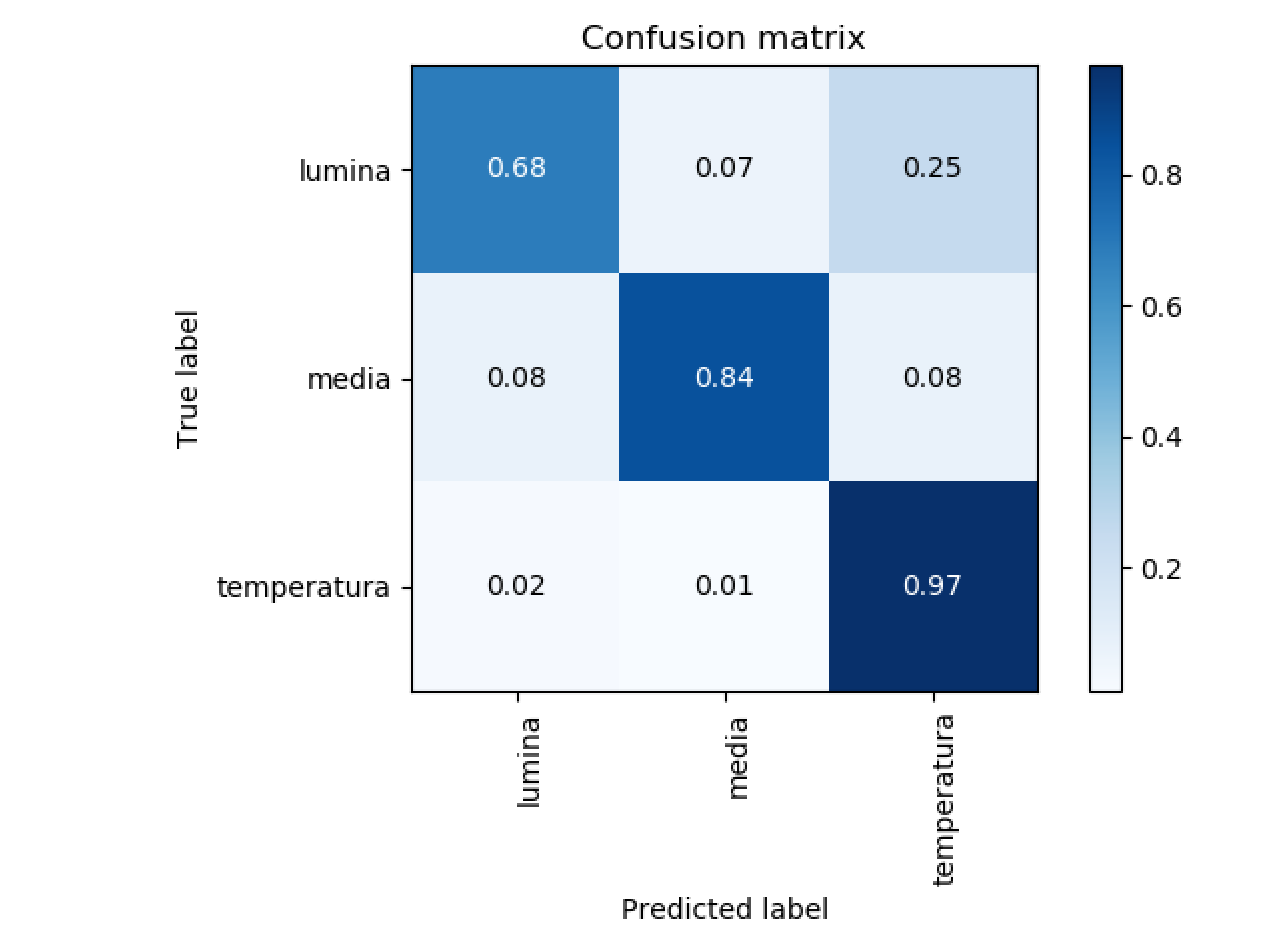 Confusion matrix
lumina 0.68 0.07 0.25
media 0.08 0.84 0.08
temperatura 0.02 0.01 0.97
True label
lumina media temperatura
Predicted label
0.8
0.6
0.4
0.2